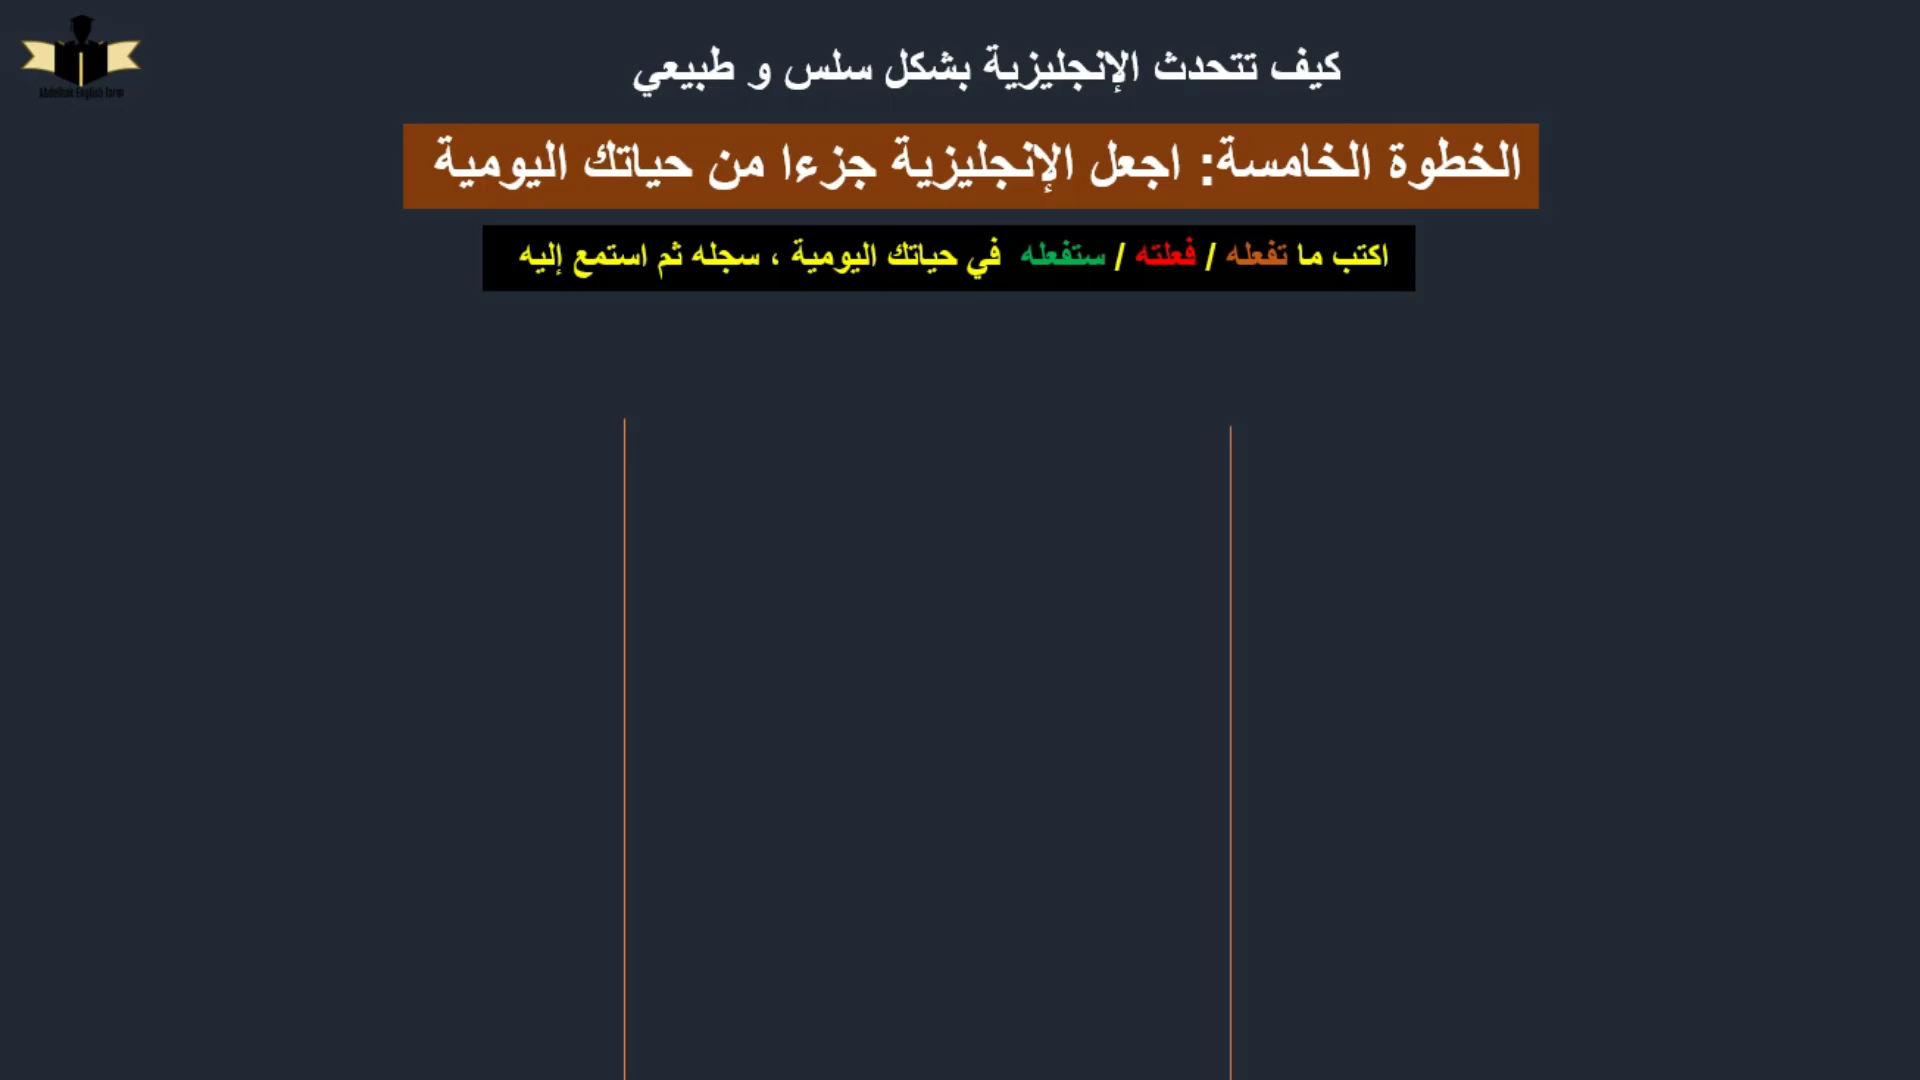 كيف تتحدث الإنجليزية بشكل سلس و طبيعي
الخطوة الخامسة: اجعل الإنجليزية جزءا من حياتك اليومية
اكتب ما تفعله / فعلته / ستفعله في حياتك اليومية ، سجله ثم استمع إليه